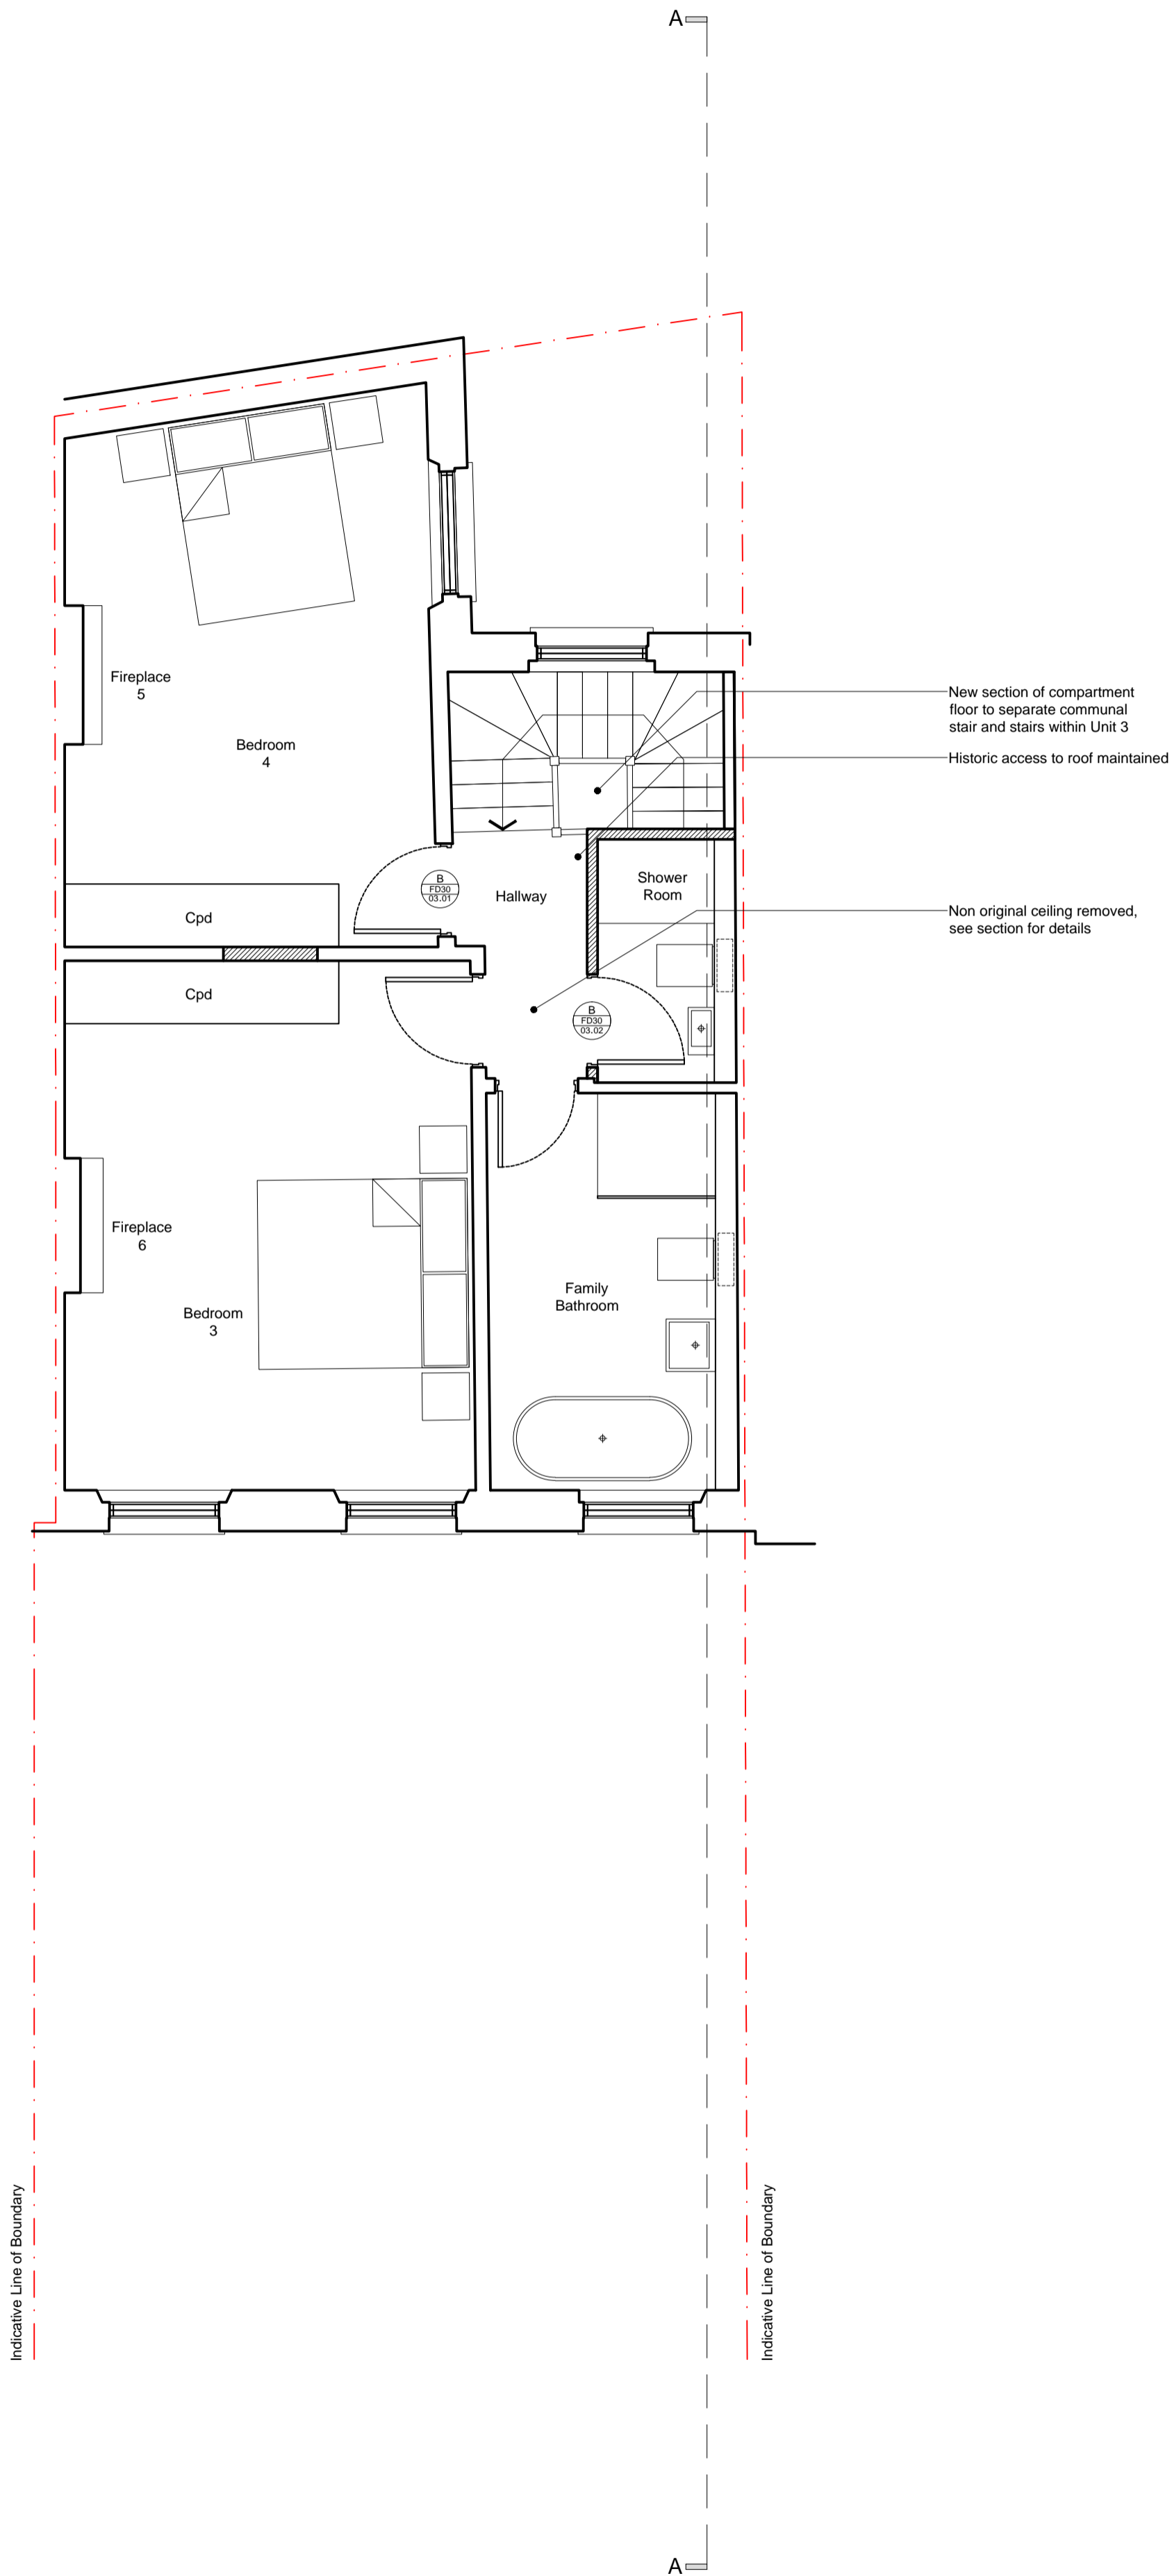 A
Fireplace
5
Bedroom
4
New section of compartment
floor to separate communal
stair and stairs within Unit 3
Historic access to roof maintained
B
FD30
03.01
Hallway
Shower
Room
Cpd
Non original ceiling removed,
see section for details
Cpd
B
FD30
03.02
Fireplace
6
Bedroom
3
Family
Bathroom
Indicative Line of Boundary
Indicative Line of Boundary
A